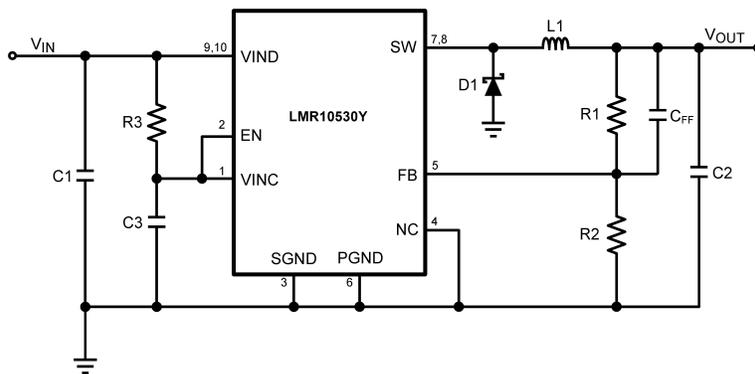 L1
VIN
VOUT
9,10
7,8
VIND
SW
D1
R3
2
LMR10530Y
R1
CFF
EN
1
5
C1
VINC
FB
C2
C3
4
NC
R2
SGND
PGND
3
6